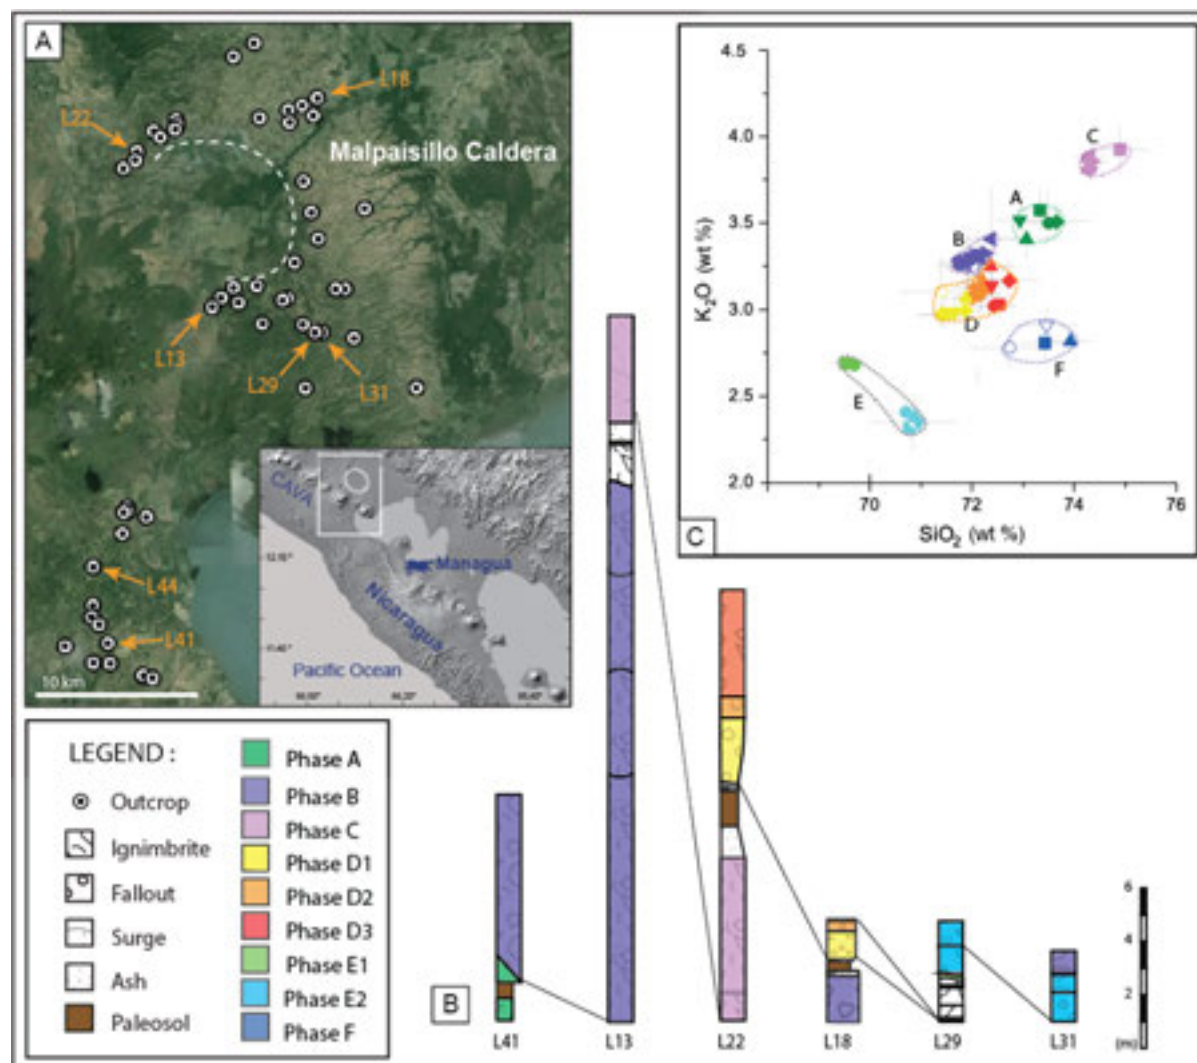 A
L18
L22
Malpaisillo Caldera
L13
L29
L31
L44
L41
10 km
CAVA
Managua
Nicaragua
Pacific Ocean
C
4.5
4.0
3.5
3.0
2.5
2.0
K2O (wt %)
70
72
74
76
SiO2 (wt %)
C
A
B
D
F
E
LEGEND :
Outcrop
Ignimbrite
Fallout
Surge
Ash
Paleosol
Phase A
Phase B
Phase C
Phase D1
Phase D2
Phase D3
Phase E1
Phase E2
Phase F
B
L41
L13
L22
L18
L29
L31
6
4
2
(m)